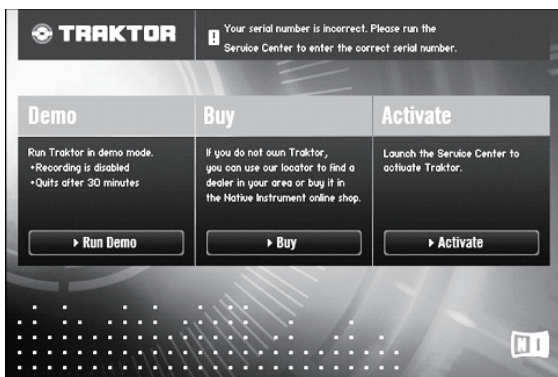 TRAKTOR
! Your serial number is incorrect. Please run the
Service Center to enter the correct serial number.
Demo
Run Traktor in demo mode.
•Recording is disabled
•Quits after 30 minutes
Run Demo
Buy
If you do not own Traktor,
you can use our locator to find a
dealer in your area or buy it in
the Native Instrument online shop.
Buy
Activate
Launch the Service Center to
activate Traktor.
Activate
NI